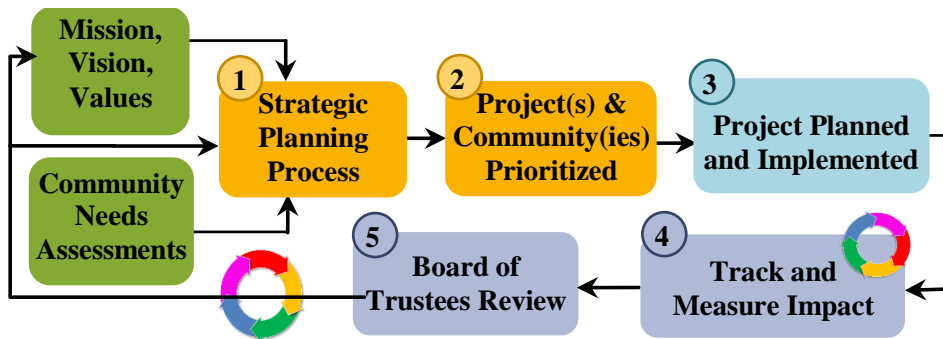 Mission,
Vision,
Values
Community
Needs
Assessments
1
Strategic
Planning
Process
2
Project(s) &
Community(ies)
Prioritized
3
Project Planned
and Implemented
4
Track and
Measure Impact
5
Board of
Trustees Review